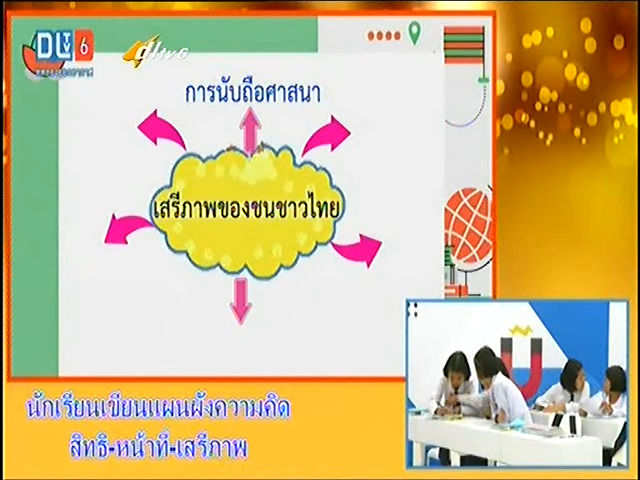 DLTV 6
dltv6
การนับถือศาสนา
เสรีภาพของชนชาวไทย
นักเรียนเขียนแผนผังความคิด
สิทธิ-หน้าที่-เสรีภาพ